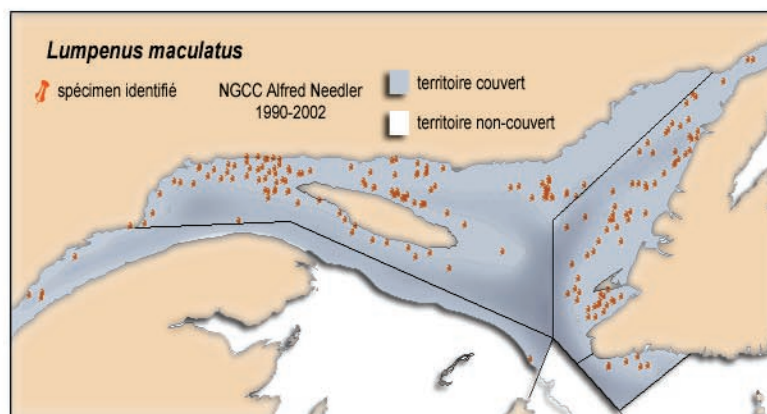 Lumpenus maculatus
spécimen identifié
NGCC Alfred Needler
1990-2002
territoire couvert
territoire non-couvert